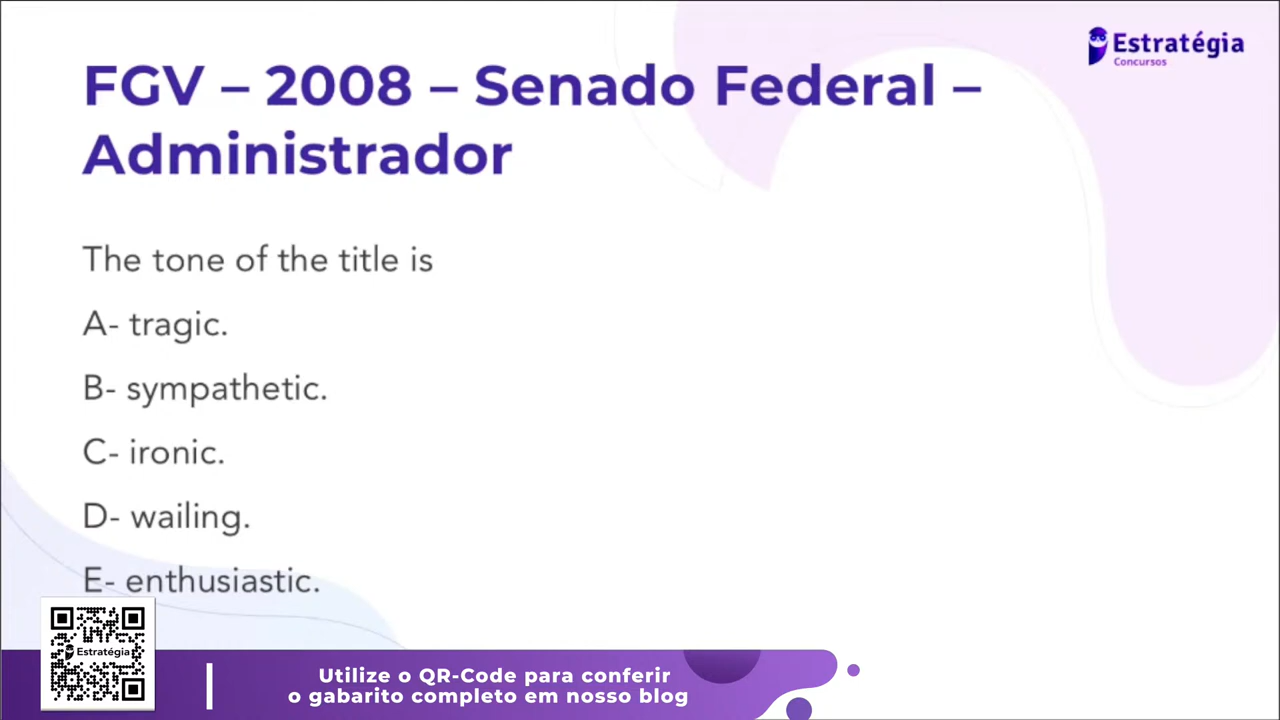 Estratégia
Concursos
FGV – 2008 – Senado Federal –
Administrador
The tone of the title is
A- tragic.
B- sympathetic.
C- ironic.
D- wailing.
E- enthusiastic.
Estratégia
Utilize o QR-Code para conferir
o gabarito completo em nosso blog